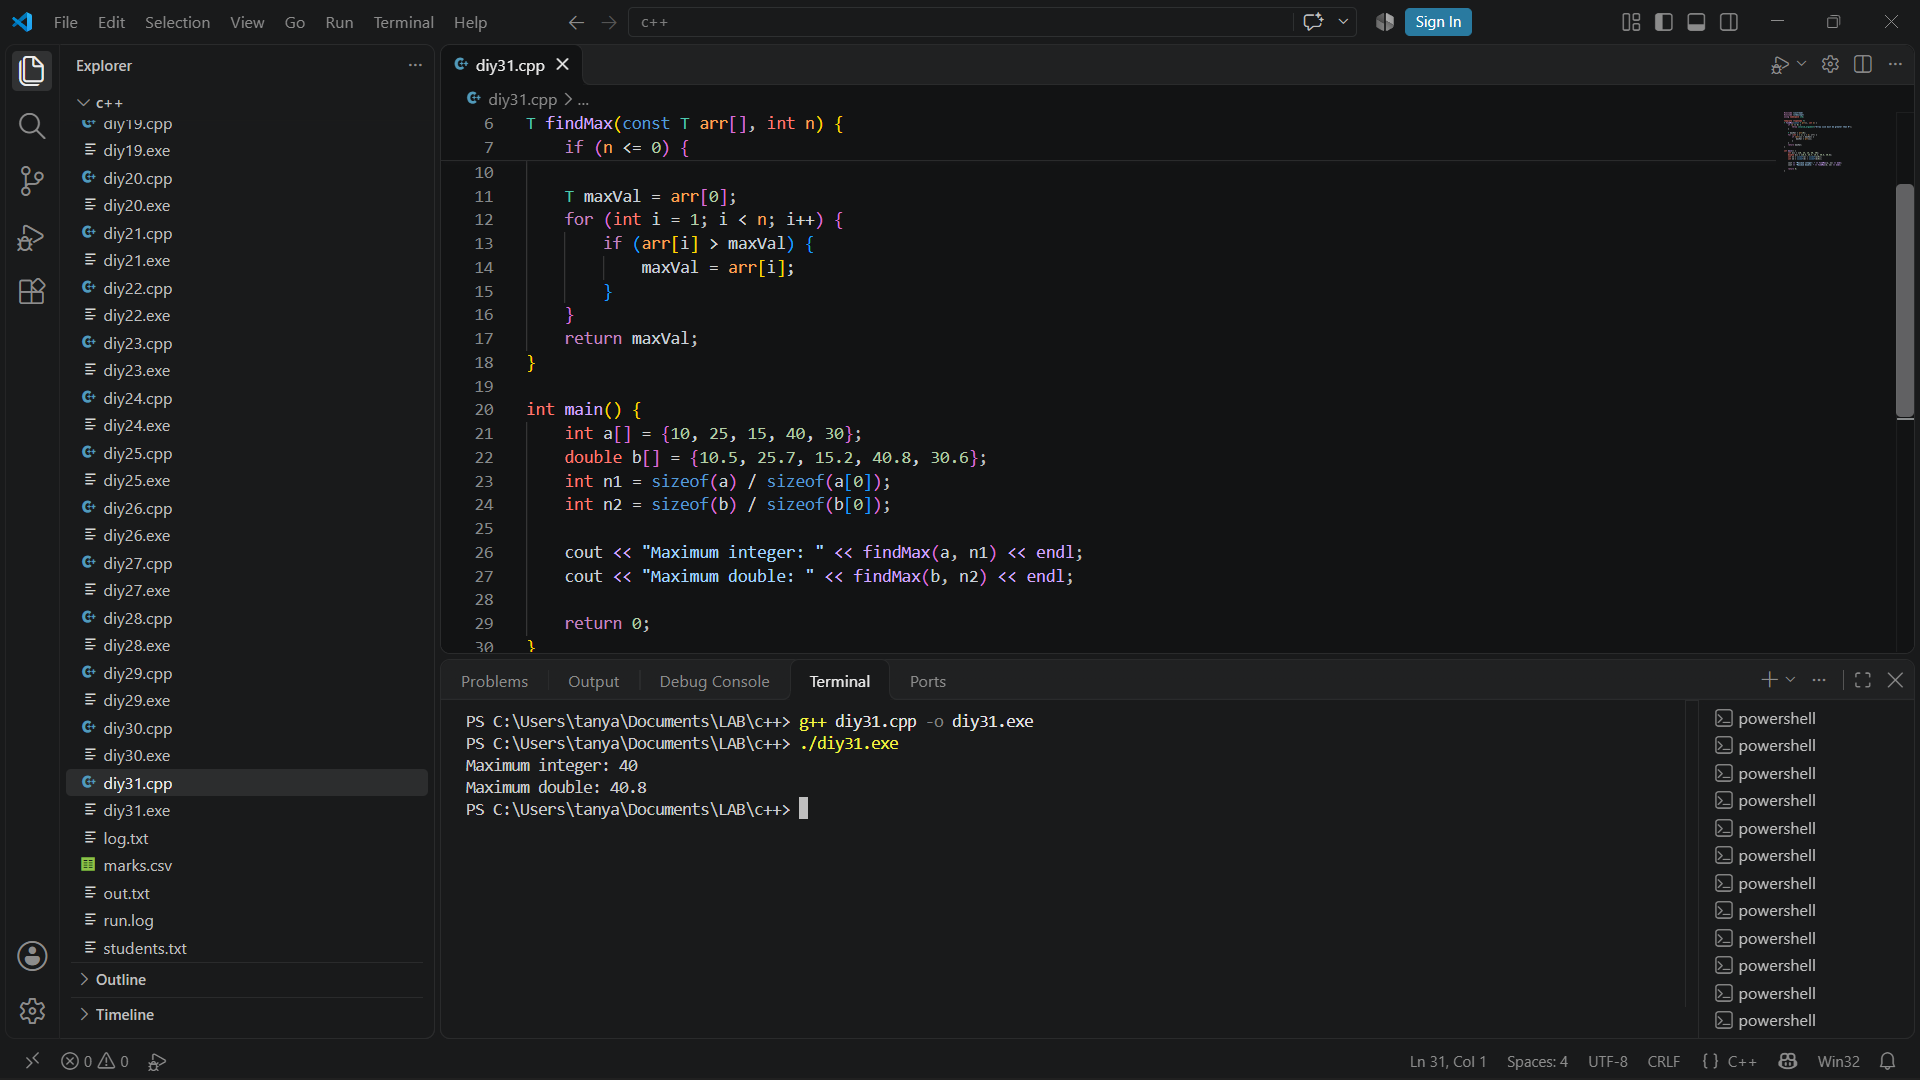 File Edit Selection View Go Run Terminal Help
c++
Sign In
Explorer
c++
diy19.cpp
diy19.exe
diy20.cpp
diy20.exe
diy21.cpp
diy21.exe
diy22.cpp
diy22.exe
diy23.cpp
diy23.exe
diy24.cpp
diy24.exe
diy25.cpp
diy25.exe
diy26.cpp
diy26.exe
diy27.cpp
diy27.exe
diy28.cpp
diy28.exe
diy29.cpp
diy29.exe
diy30.cpp
diy30.exe
diy31.cpp
diy31.exe
log.txt
marks.csv
out.txt
run.log
students.txt
Outline
Timeline
diy31.cpp
diy31.cpp > ...
6 T findMax(const T arr[], int n) {
7     if (n <= 0) {
10
11     T maxVal = arr[0];
12     for (int i = 1; i < n; i++) {
13         if (arr[i] > maxVal) {
14             maxVal = arr[i];
15         }
16     }
17     return maxVal;
18 }
19
20 int main() {
21     int a[] = {10, 25, 15, 40, 30};
22     double b[] = {10.5, 25.7, 15.2, 40.8, 30.6};
23     int n1 = sizeof(a) / sizeof(a[0]);
24     int n2 = sizeof(b) / sizeof(b[0]);
25
26     cout << "Maximum integer: " << findMax(a, n1) << endl;
27     cout << "Maximum double: " << findMax(b, n2) << endl;
28
29     return 0;
30 }
Problems Output Debug Console Terminal Ports
PS C:\Users\tanya\Documents\LAB\c++> g++ diy31.cpp -o diy31.exe
PS C:\Users\tanya\Documents\LAB\c++> ./diy31.exe
Maximum integer: 40
Maximum double: 40.8
PS C:\Users\tanya\Documents\LAB\c++>
powershell
powershell
powershell
powershell
powershell
powershell
powershell
powershell
powershell
powershell
powershell
powershell
0 0
Ln 31, Col 1 Spaces: 4 UTF-8 CRLF {} C++ Win32